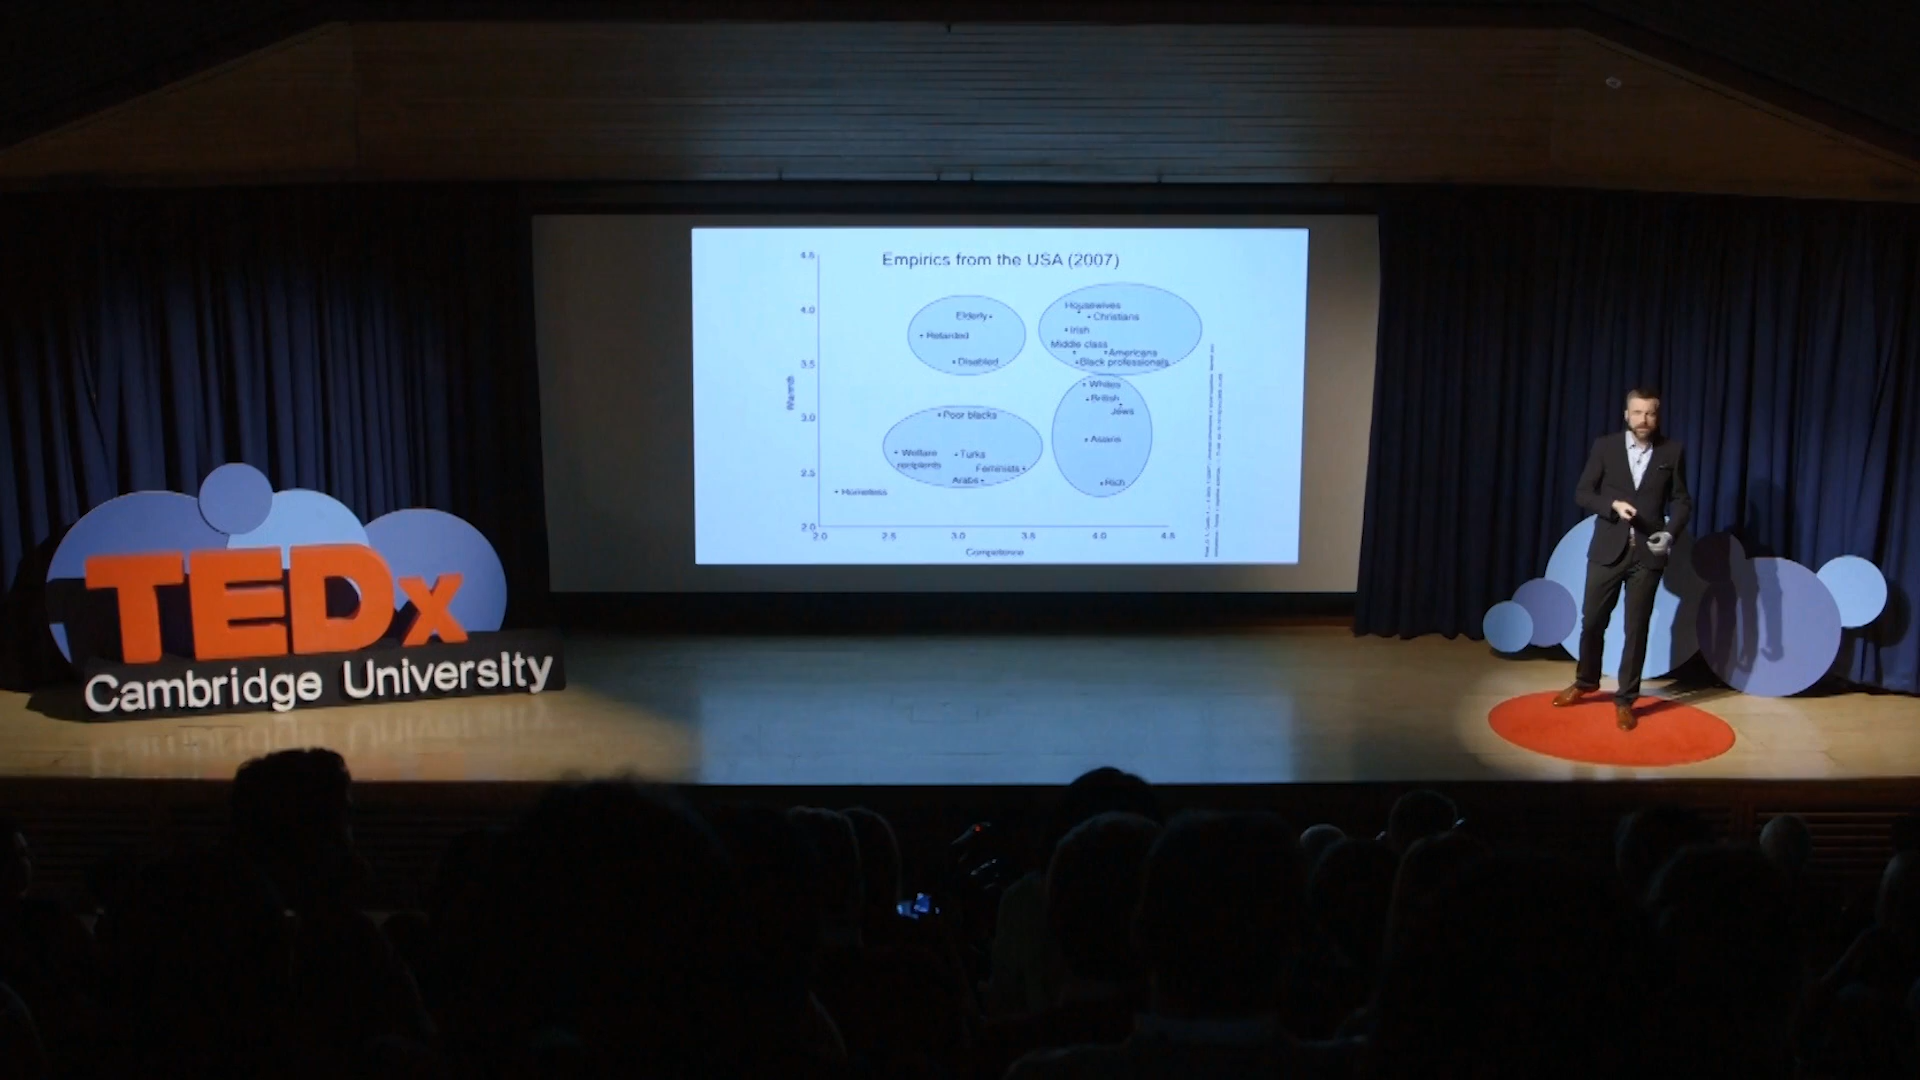 Empirics from the USA (2007)
4.5
4.0
3.5
3.0
2.5
2.0
Warmth
Elderly
Retarded
Disabled
Housewives
Christians
Irish
Middle class
Americans
Black professionals
Whites
British
Jews
Asians
Rich
Poor blacks
Welfare
recipients
Turks
Feminists
Arabs
Homeless
2.0 2.5 3.0 3.5 4.0 4.5
Competence
TEDx
Cambridge University